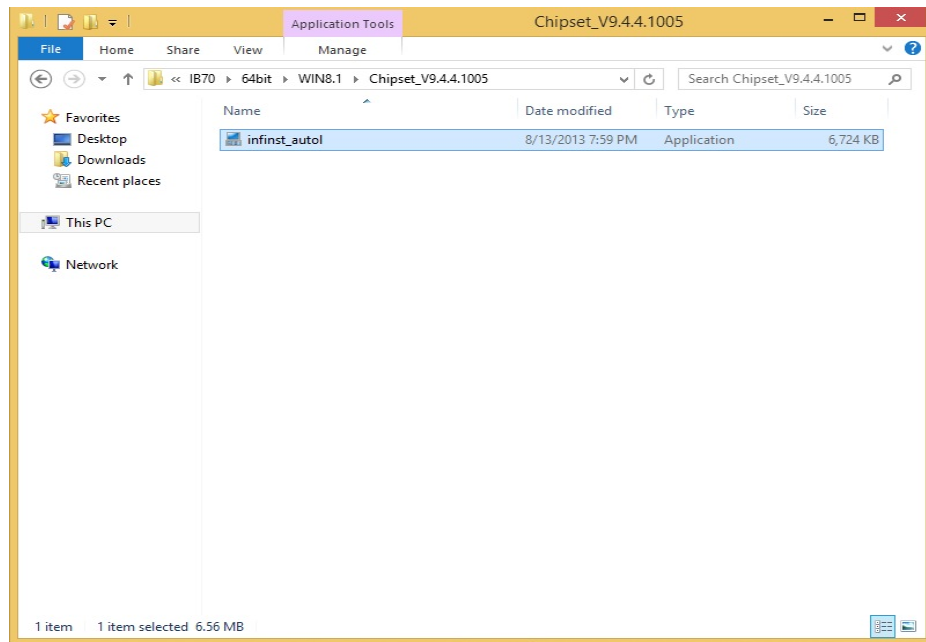 Application Tools
Chipset_V9.4.4.1005
File Home Share View Manage
« IB70 64bit WIN8.1 Chipset_V9.4.4.1005
Search Chipset_V9.4.4.1005
Name Date modified Type Size
infinst_autol 8/13/2013 7:59 PM Application 6,724 KB
Favorites
Desktop
Downloads
Recent places
This PC
Network
1 item 1 item selected 6.56 MB